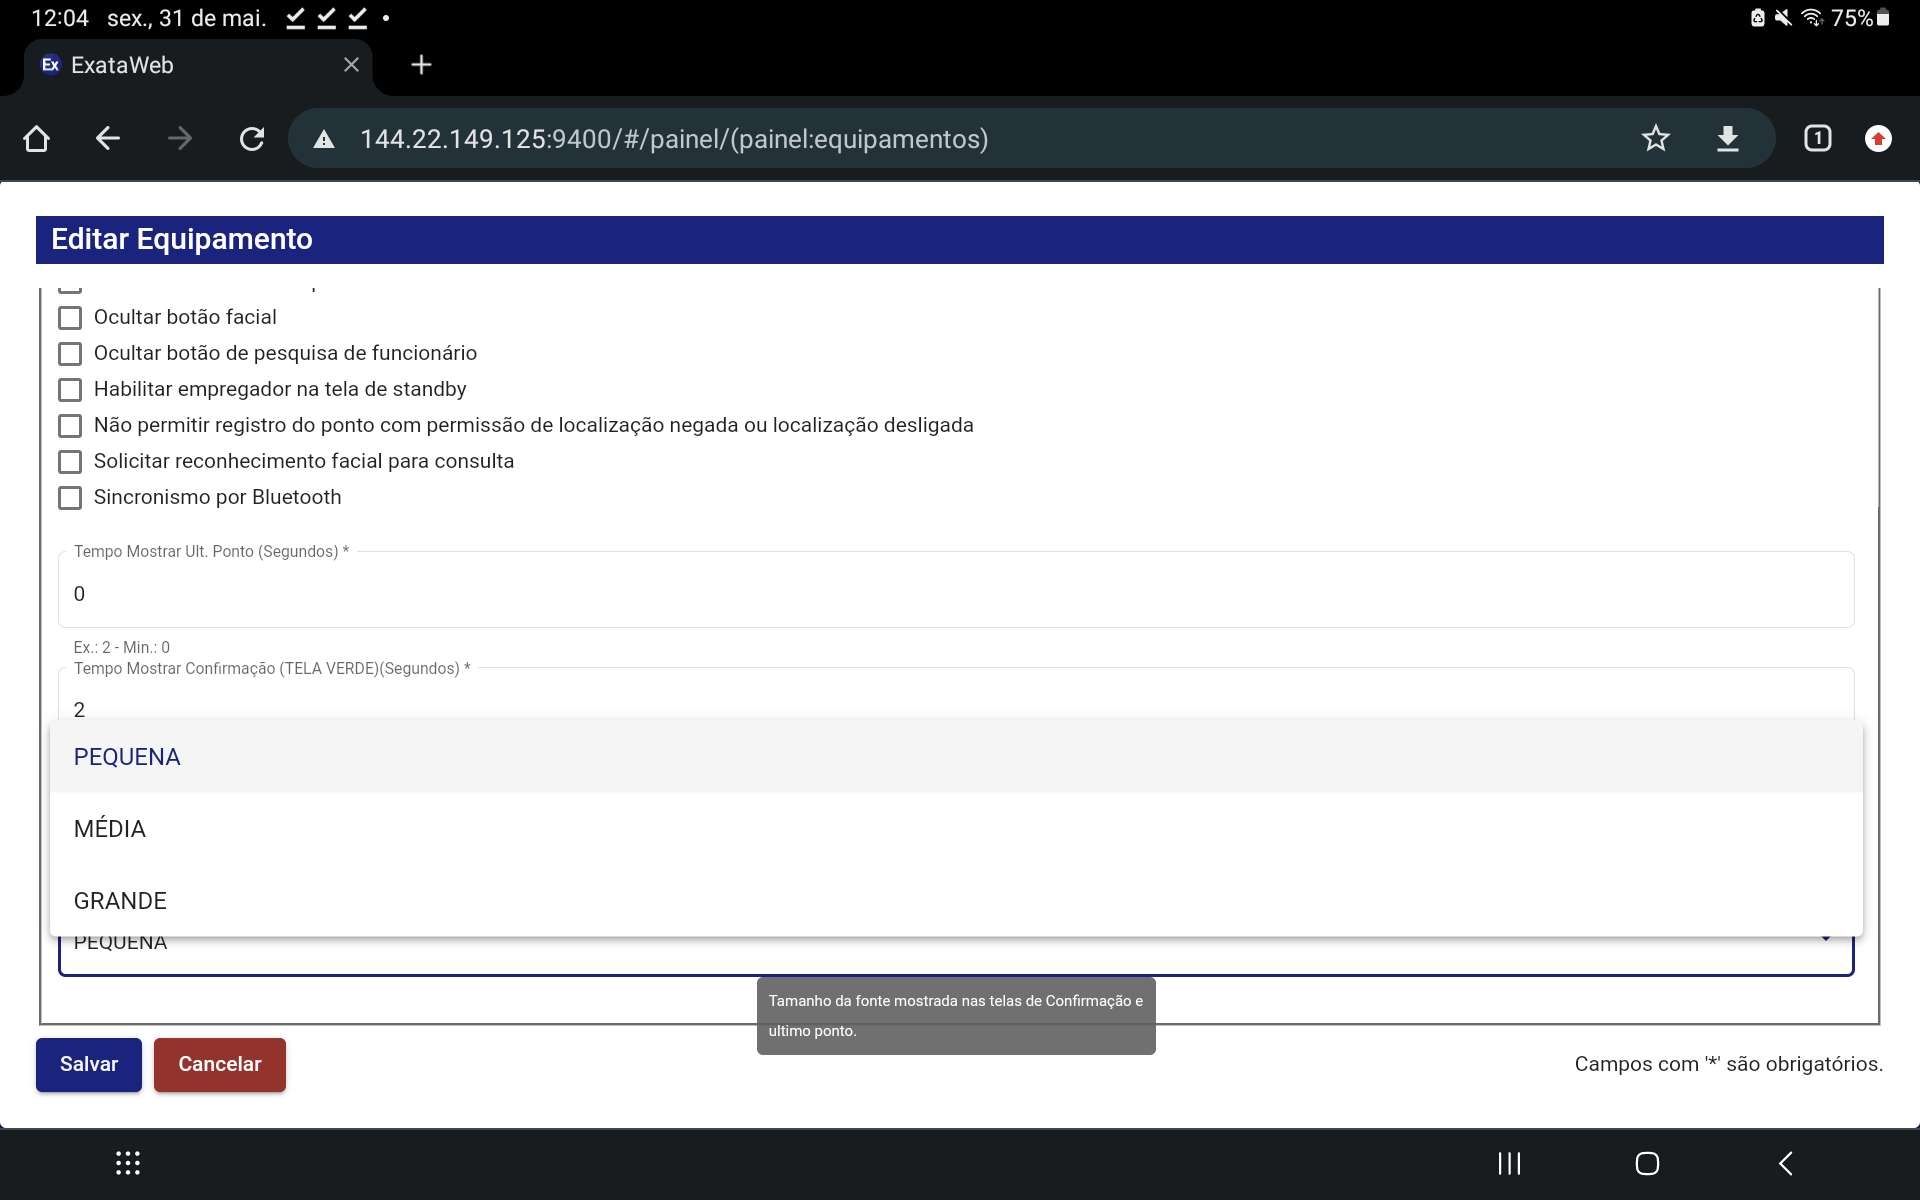 12:04 sex., 31 de mai.
75%
Ex ExataWeb
144.22.149.125:9400/#/painel/(painel:equipamentos)
1
Editar Equipamento
Ocultar botão facial
Ocultar botão de pesquisa de funcionário
Habilitar empregador na tela de standby
Não permitir registro do ponto com permissão de localização negada ou localização desligada
Solicitar reconhecimento facial para consulta
Sincronismo por Bluetooth
Tempo Mostrar Ult. Ponto (Segundos) *
0
Ex.: 2 - Min.: 0
Tempo Mostrar Confirmação (TELA VERDE)(Segundos) *
2
PEQUENA
MÉDIA
GRANDE
PEQUENA
Tamanho da fonte mostrada nas telas de Confirmação e
ultimo ponto.
Salvar
Cancelar
Campos com '*' são obrigatórios.